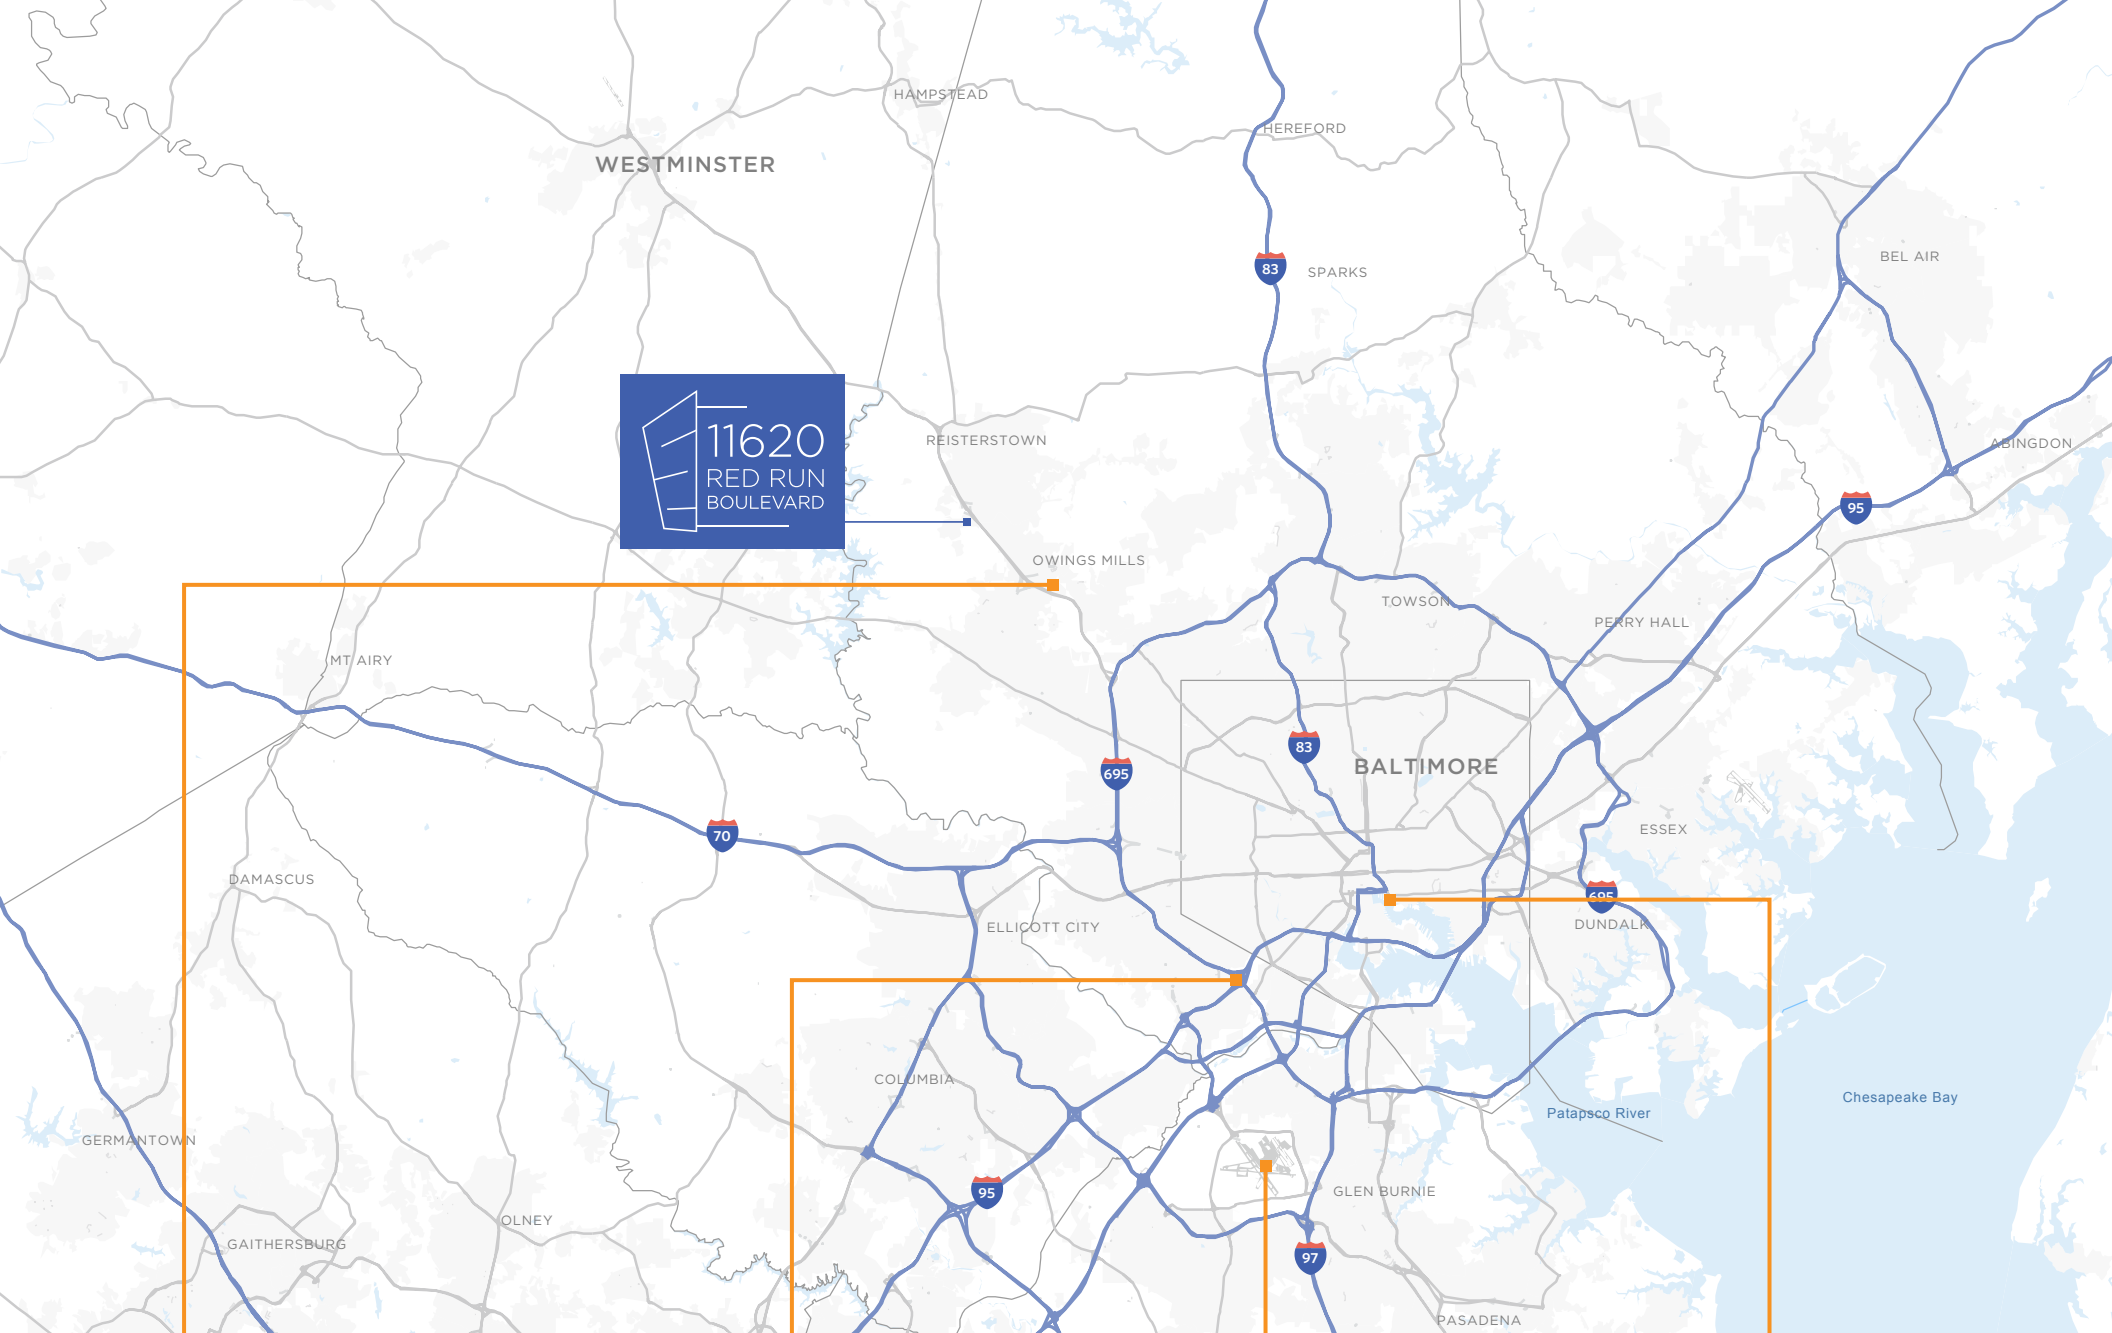 HAMPSTEAD
HEREFORD
WESTMINSTER
BEL AIR
83
SPARKS
11620
RED RUN
BOULEVARD
REISTERSTOWN
ABINGDON
95
OWINGS MILLS
TOWSON
PERRY HALL
MT AIRY
83
BALTIMORE
695
70
ESSEX
DAMASCUS
695
DUNDALK
ELLICOTT CITY
COLUMBIA
Chesapeake Bay
Patapsco River
GERMANTOWN
95
GLEN BURNIE
OLNEY
GAITHERSBURG
97
PASADENA